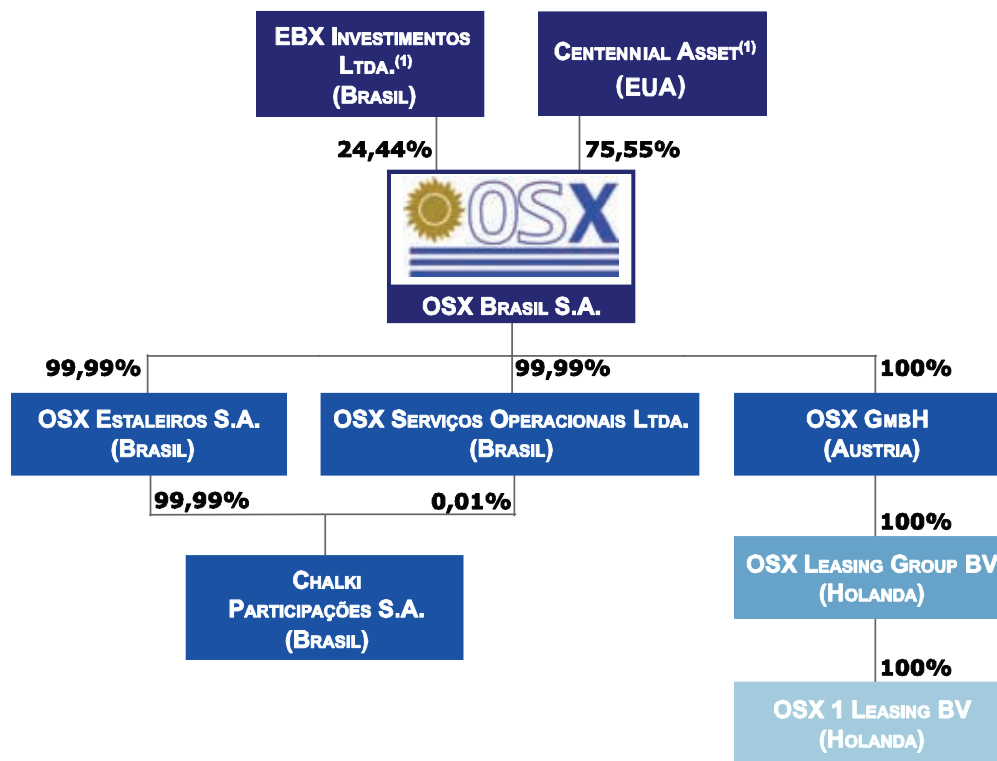 EBX Investimentos
Ltda.(1)
(Brasil)
Centennial Asset(1)
(EUA)
24,44%
75,55%
OSX
OSX Brasil S.A.
99,99%
99,99%
100%
OSX Estaleiros S.A.
(Brasil)
OSX Serviços Operacionais Ltda.
(Brasil)
OSX GmbH
(Austria)
99,99%
0,01%
100%
Chalki
Participações S.A.
(Brasil)
OSX Leasing Group BV
(Holanda)
100%
OSX 1 Leasing BV
(Holanda)